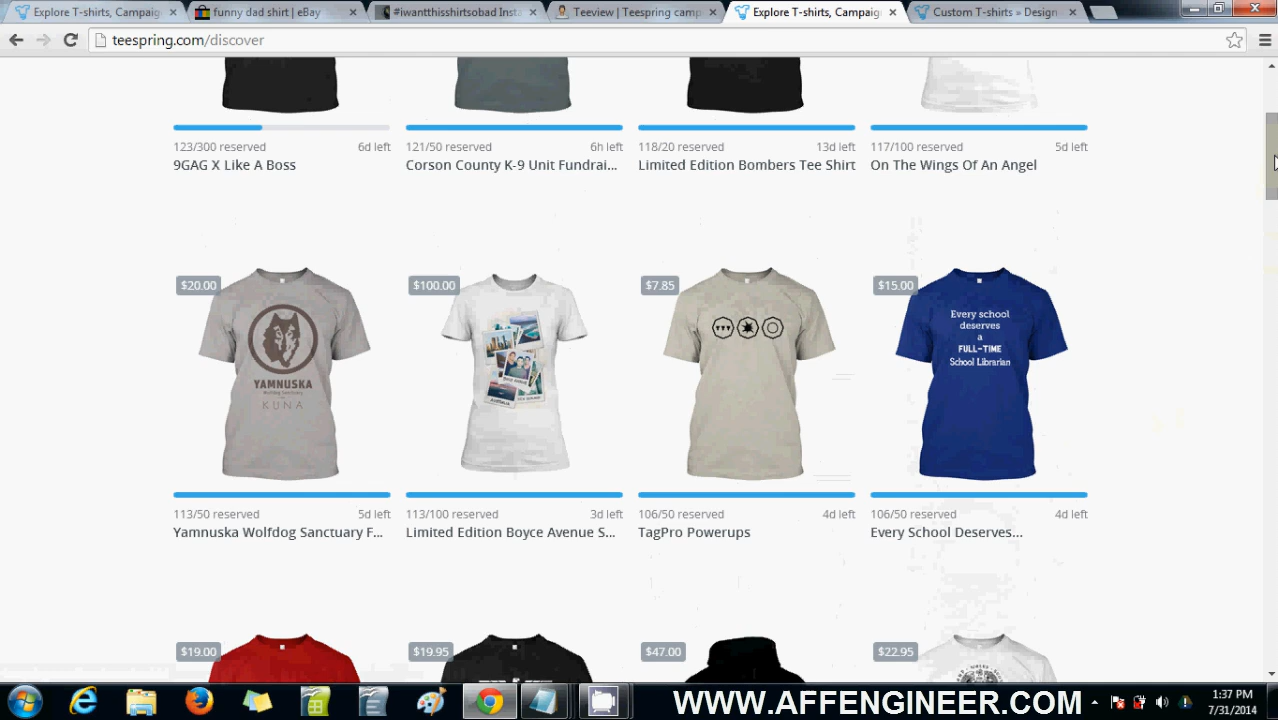 Explore T-shirts, Campaig
funny dad shirt | eBay
#iwantthisshirtsobad Inst
Teeview | Teespring camp
Explore T-shirts, Campaig
Custom T-shirts » Design
teespring.com/discover
123/300 reserved 6d left
9GAG X Like A Boss
121/50 reserved 6h left
Corson County K-9 Unit Fundrai...
118/20 reserved 13d left
Limited Edition Bombers Tee Shirt
117/100 reserved 5d left
On The Wings Of An Angel
$20.00
YAMNUSKA
Wolfdog Sanctuary
KUNA
113/50 reserved 5d left
Yamnuska Wolfdog Sanctuary F...
$100.00
113/100 reserved 3d left
Limited Edition Boyce Avenue S...
$7.85
106/50 reserved 4d left
TagPro Powerups
$15.00
Every school
deserves
a
FULL-TIME
School Librarian
106/50 reserved 4d left
Every School Deserves...
$19.00
$19.95
$47.00
$22.95
WWW.AFFENGINEER.COM
1:37 PM
7/31/2014